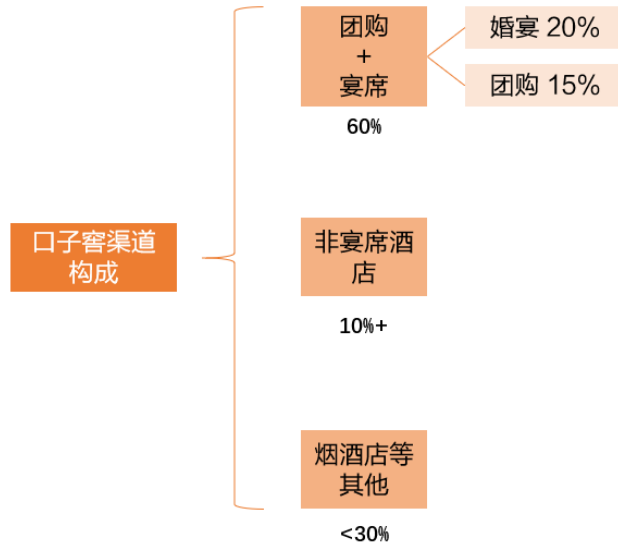 团购
+
宴席
60%
婚宴 20%
团购 15%
口子窖渠道
构成
非宴席酒
店
10%+
烟酒店等
其他
<30%